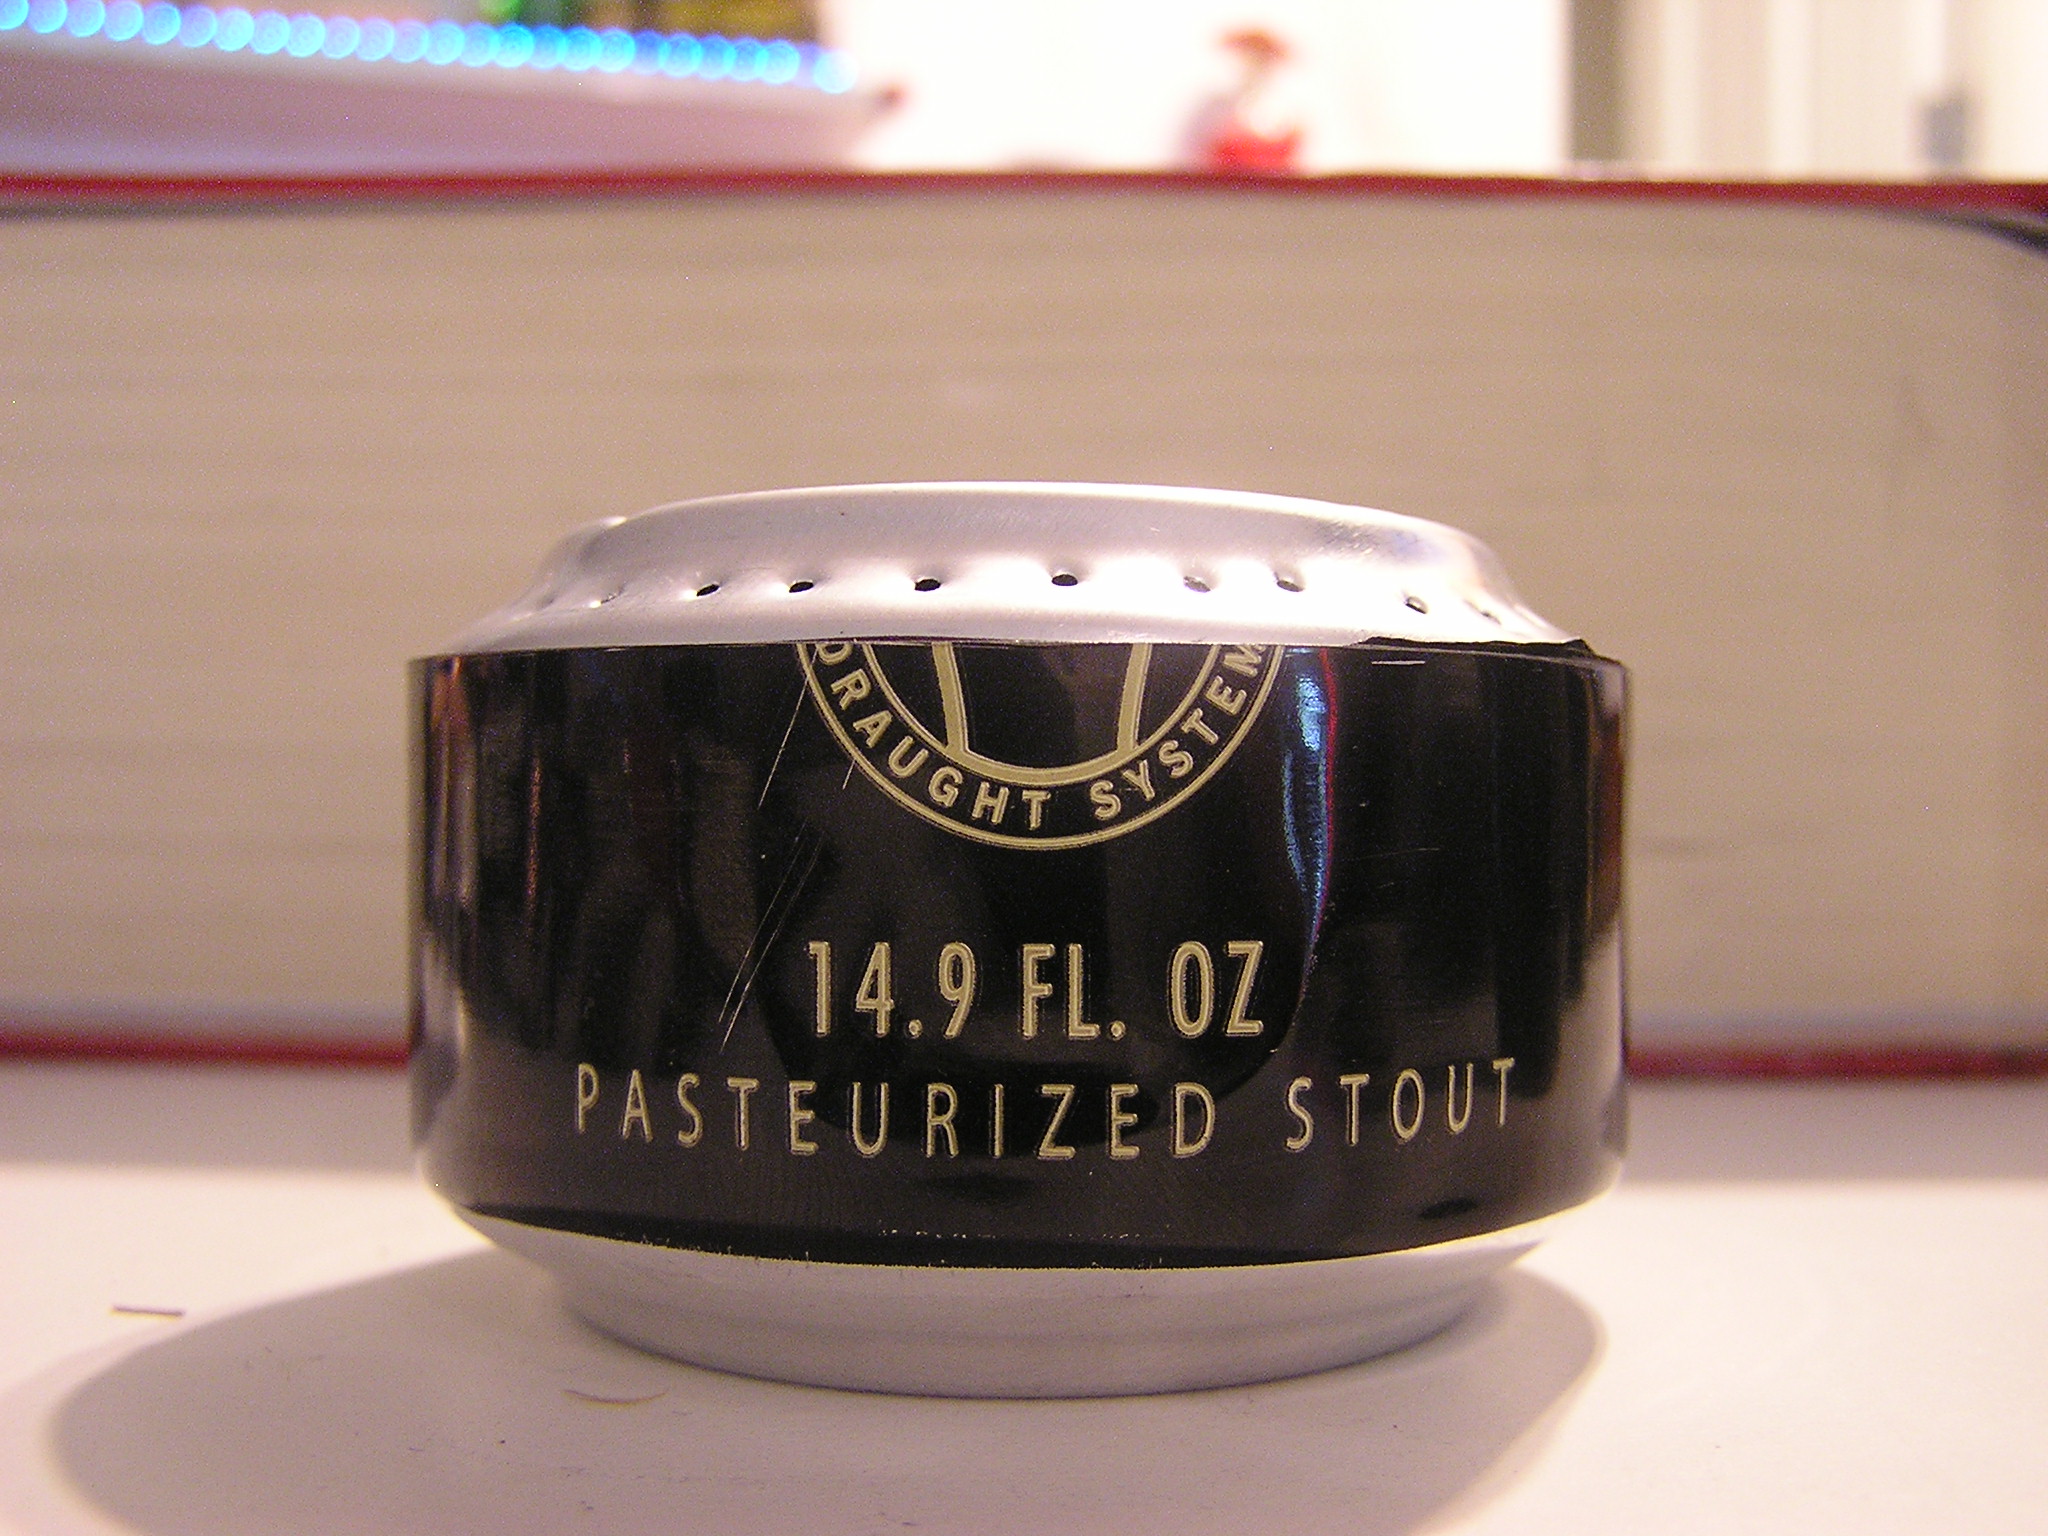 DRAUGHT SYSTEM
14.9 FL. OZ
PASTEURIZED STOUT